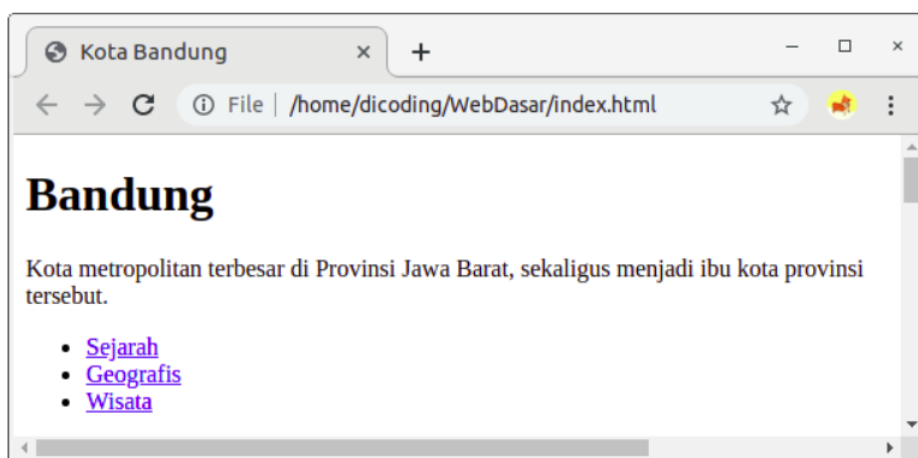 Kota Bandung
File | /home/dicoding/WebDasar/index.html
Bandung
Kota metropolitan terbesar di Provinsi Jawa Barat, sekaligus menjadi ibu kota provinsi
tersebut.
Sejarah
Geografis
Wisata